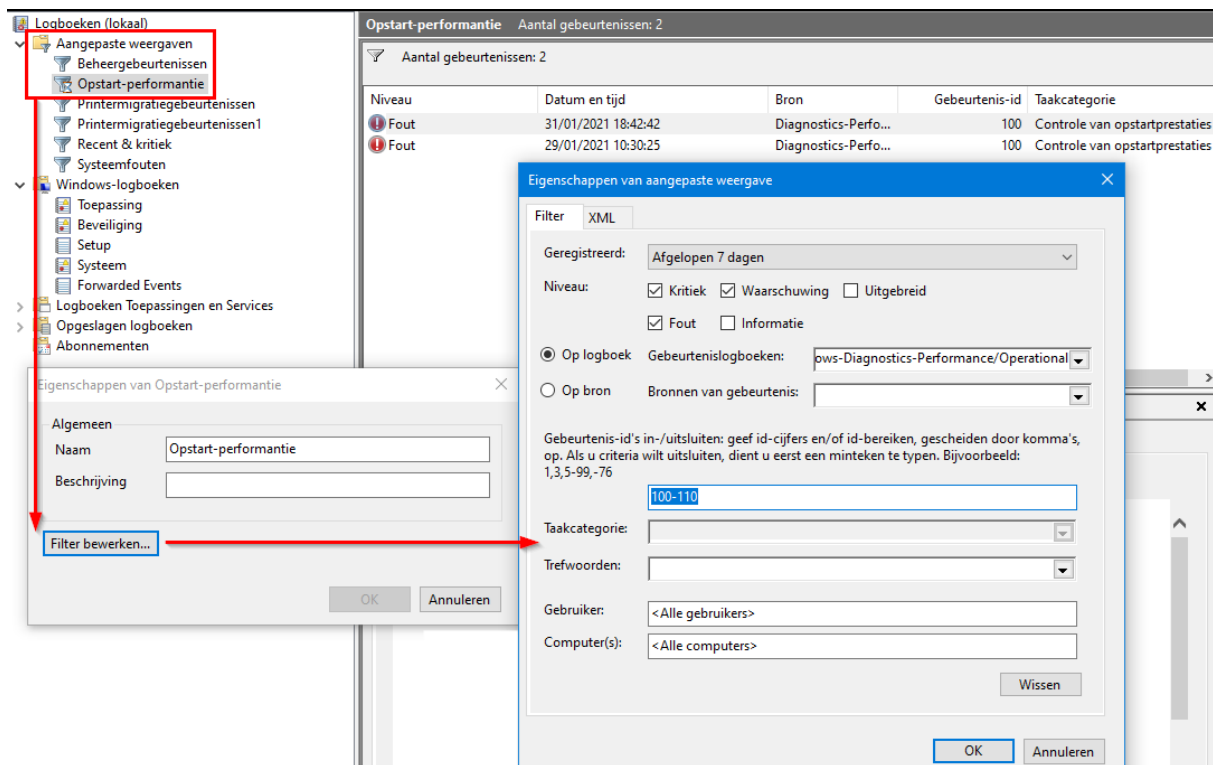 Logboeken (lokaal)
Aangepaste weergaven
Beheergebeurtenissen
Opstart-performantie
Printermigratiegebeurtenissen
Printermigratiegebeurtenissen1
Recent & kritiek
Systeemfouten
Windows-logboeken
Toepassing
Beveiliging
Setup
Systeem
Forwarded Events
Logboeken Toepassingen en Services
Opgeslagen logboeken
Abonnementen
Opstart-performantie Aantal gebeurtenissen: 2
Aantal gebeurtenissen: 2
Niveau Datum en tijd Bron Gebeurtenis-id Taakcategorie
Fout 31/01/2021 18:42:42 Diagnostics-Perfo... 100 Controle van opstartprestaties
Fout 29/01/2021 10:30:25 Diagnostics-Perfo... 100 Controle van opstartprestaties
Eigenschappen van Opstart-performantie
Algemeen
Naam Opstart-performantie
Beschrijving
Filter bewerken...
OK Annuleren
Eigenschappen van aangepaste weergave
Filter XML
Geregistreerd: Afgelopen 7 dagen
Niveau: Kritiek Waarschuwing Uitgebreid
Fout Informatie
Op logboek Gebeurtenislogboeken: ows-Diagnostics-Performance/Operational
Op bron Bronnen van gebeurtenis:
Gebeurtenis-id's in-/uitsluiten: geef id-cijfers en/of id-bereiken, gescheiden door komma's,
op. Als u criteria wilt uitsluiten, dient u eerst een minteken te typen. Bijvoorbeeld:
1,3,5-99,-76
100-110
Taakcategorie:
Trefwoorden:
Gebruiker: <Alle gebruikers>
Computer(s): <Alle computers>
Wissen
OK Annuleren